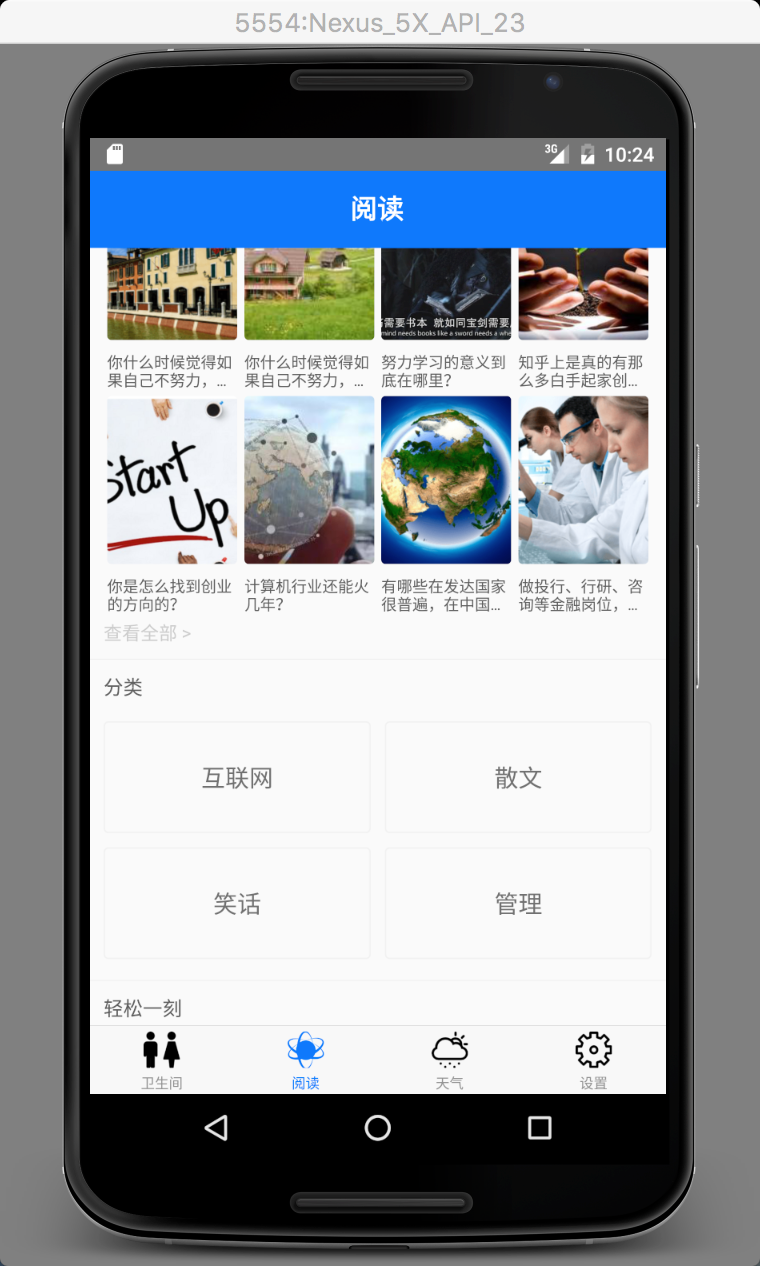 5554:Nexus_5X_API_23
3G 10:24
阅读
需要书本 就如同宝剑需要
mind needs books like a sword needs a whe
你什么时候觉得如
果自己不努力，...
你什么时候觉得如
果自己不努力，...
努力学习的意义到
底在哪里？
知乎上是真的有那
么多白手起家创...
Start
Up
你是怎么找到创业
的方向的？
计算机行业还能火
几年？
有哪些在发达国家
很普遍，在中国...
做投行、行研、咨
询等金融岗位，...
查看全部 >
分类
互联网
散文
笑话
管理
轻松一刻
卫生间
阅读
天气
设置